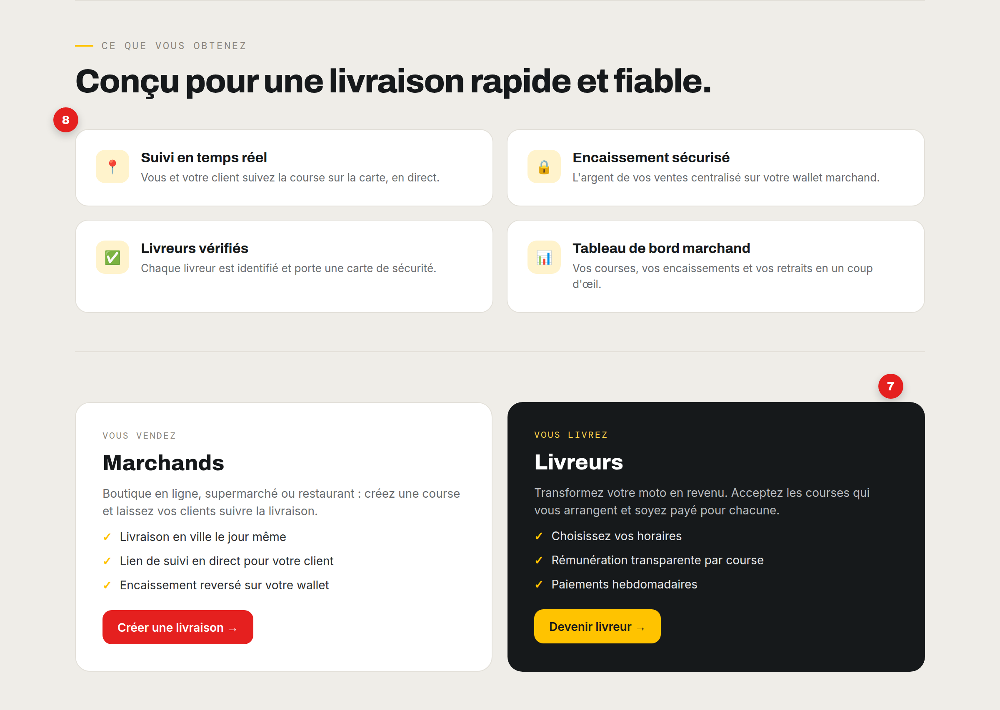 CE QUE VOUS OBTENEZ
Conçu pour une livraison rapide et fiable.
8
Suivi en temps réel
Vous et votre client suivez la course sur la carte, en direct.
Encaissement sécurisé
L'argent de vos ventes centralisé sur votre wallet marchand.
Livreurs vérifiés
Chaque livreur est identifié et porte une carte de sécurité.
Tableau de bord marchand
Vos courses, vos encaissements et vos retraits en un coup
d'œil.
7
VOUS VENDEZ
Marchands
Boutique en ligne, supermarché ou restaurant : créez une course
et laissez vos clients suivre la livraison.
✓ Livraison en ville le jour même
✓ Lien de suivi en direct pour votre client
✓ Encaissement reversé sur votre wallet
Créer une livraison →
VOUS LIVREZ
Livreurs
Transformez votre moto en revenu. Acceptez les courses qui
vous arrangent et soyez payé pour chacune.
✓ Choisissez vos horaires
✓ Rémunération transparente par course
✓ Paiements hebdomadaires
Devenir livreur →